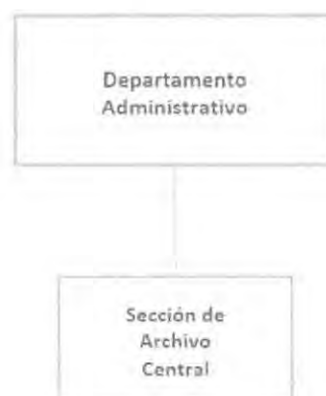 Departamento
Administrativo
Sección de
Archivo
Central